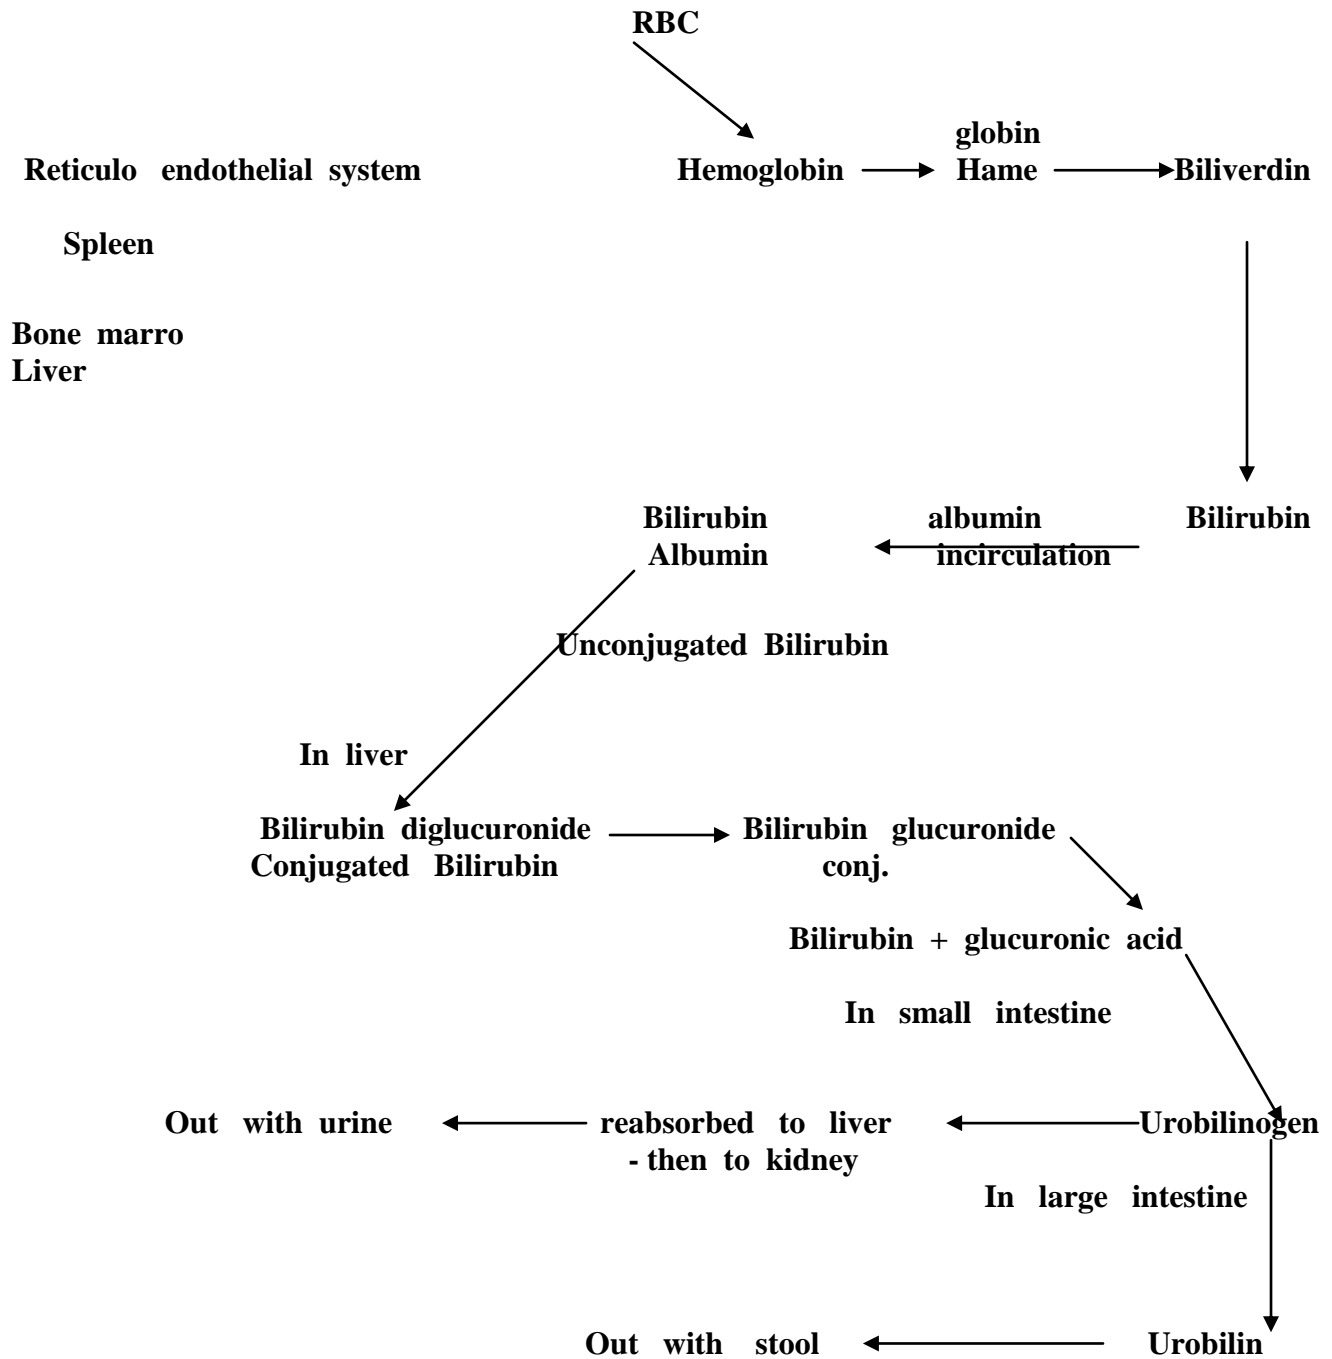 RBC
globin
Reticulo endothelial system Hemoglobin Hame Biliverdin
Spleen
Bone marro
Liver
Bilirubin albumin Bilirubin
Albumin incirculation
Unconjugated Bilirubin
In liver
Bilirubin diglucuronide Bilirubin glucuronide
Conjugated Bilirubin conj.
Bilirubin + glucuronic acid
In small intestine
Out with urine reabsorbed to liver Urobilinogen
- then to kidney
In large intestine
Out with stool Urobilin